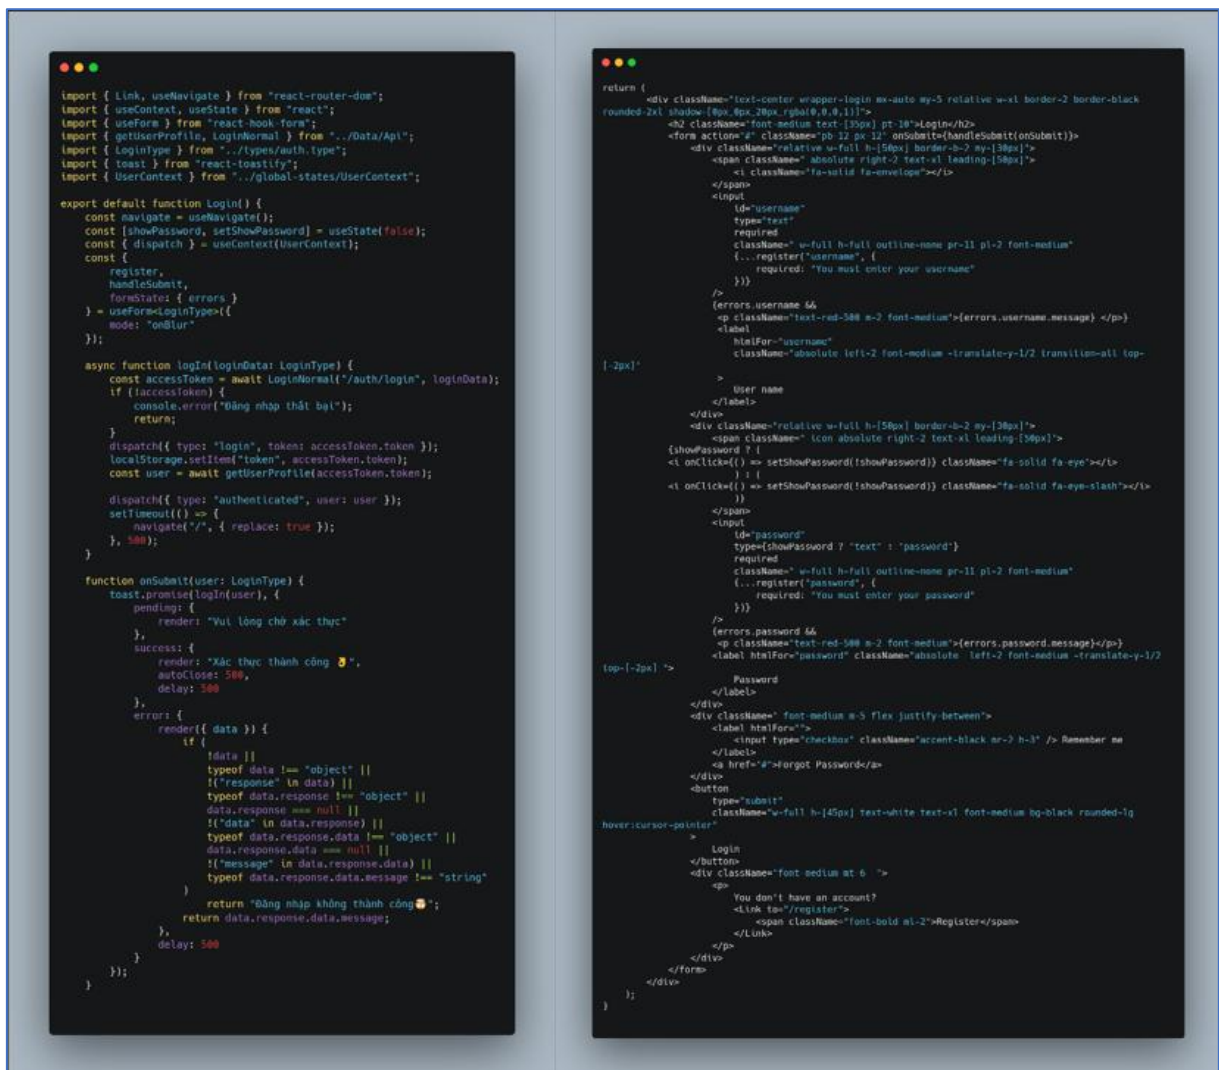 import { Link, useNavigate } from "react-router-dom";
import { useContext, useState } from "react";
import { useForm } from "react-hook-form";
import { getUserProfile, LoginNormal } from "../Data/Api";
import { LoginType } from "../types/auth.type";
import { toast } from "react-toastify";
import { UserContext } from "../global-states/UserContext";
export default function Login() {
const navigate = useNavigate();
const [showPassword, setShowPassword] = useState(false);
const { dispatch } = useContext(UserContext);
const {
register,
handleSubmit,
formState: { errors }
} = useForm<LoginType>({
mode: "onBlur"
});
async function logIn(loginData: LoginType) {
const accessToken = await LoginNormal("/auth/login", loginData);
if (!accessToken) {
console.error("Đăng nhập thất bại");
return;
}
dispatch({ type: "login", token: accessToken.token });
localStorage.setItem("token", accessToken.token);
const user = await getUserProfile(accessToken.token);
dispatch({ type: "authenticated", user: user });
setTimeout(() => {
navigate("/", { replace: true });
}, 500);
}
function onSubmit(user: LoginType) {
toast.promise(logIn(user), {
pending: {
render: "Vui lòng chờ xác thực"
},
success: {
render: "Xác thực thành công 👌",
autoClose: 500,
delay: 500
},
error: {
render({ data }) {
if (
!data ||
typeof data !== "object" ||
!("response" in data) ||
typeof data.response !== "object" ||
data.response === null ||
!("data" in data.response) ||
typeof data.response.data !== "object" ||
data.response.data === null ||
!("message" in data.response.data) ||
typeof data.response.data.message !== "string"
)
return "Đăng nhập không thành công🤯";
return data.response.data.message;
},
delay: 500
}
});
}
return (
<div className="text-center wrapper-login mx-auto my-5 relative w-xl border-2 border-black
rounded-2xl shadow-[0px_0px_20px_rgba(0,0,0,1)]">
<h2 className="font-medium text-[35px] pt-10">Login</h2>
<form action="#" className="pb-12 px-12" onSubmit={handleSubmit(onSubmit)}>
<div className="relative w-full h-[50px] border-b-2 my-[30px]">
<span className=" absolute right-2 text-xl leading-[50px]">
<i className="fa-solid fa-envelope"></i>
</span>
<input
id="username"
type="text"
required
className=" w-full h-full outline-none pr-11 pl-2 font-medium"
{...register("username", {
required: "You must enter your username"
})}
/>
{errors.username &&
<p className="text-red-500 m-2 font-medium">{errors.username.message} </p>}
<label
htmlFor="username"
className="absolute left-2 font-medium -translate-y-1/2 transition-all top-
[-2px]"
>
User name
</label>
</div>
<div className="relative w-full h-[50px] border-b-2 my-[30px]">
<span className=" icon absolute right-2 text-xl leading-[50px]">
{showPassword ? (
<i onClick={() => setShowPassword(!showPassword)} className="fa-solid fa-eye"></i>
) : (
<i onClick={() => setShowPassword(!showPassword)} className="fa-solid fa-eye-slash"></i>
)}
</span>
<input
id="password"
type={showPassword ? "text" : "password"}
required
className=" w-full h-full outline-none pr-11 pl-2 font-medium"
{...register("password", {
required: "You must enter your password"
})}
/>
{errors.password &&
<p className="text-red-500 m-2 font-medium">{errors.password.message}</p>}
<label htmlFor="password" className="absolute  left-2 font-medium -translate-y-1/2
top-[-2px] ">
Password
</label>
</div>
<div className=" font-medium m-5 flex justify-between">
<label htmlFor="">
<input type="checkbox" className="accent-black mr-2 h-3" /> Remember me
</label>
<a href="#">Forgot Password</a>
</div>
<button
type="submit"
className="w-full h-[45px] text-white text-xl font-medium bg-black rounded-lg
hover:cursor-pointer"
>
Login
</button>
<div className="font-medium mt-6  ">
<p>
You don't have an account?
<Link to="/register">
<span className="font-bold ml-2">Register</span>
</Link>
</p>
</div>
</form>
</div>
);
}